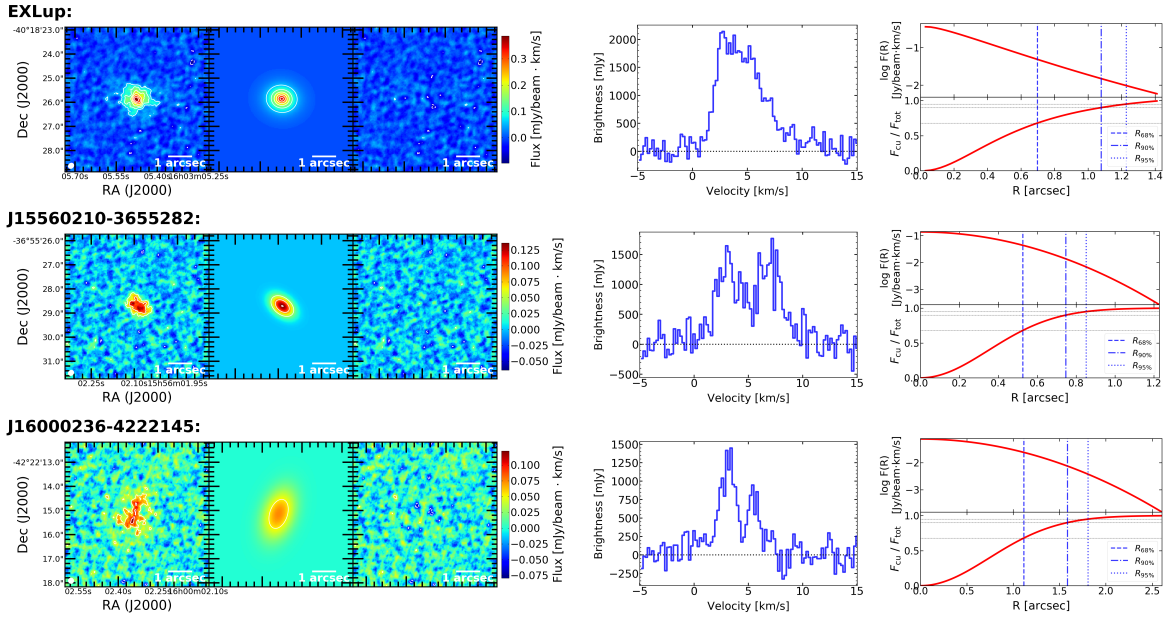 EXLup:
-40°18'23.0"
24.0"
25.0"
26.0"
27.0"
28.0"
Dec (J2000)
05.70s
05.55s
05.40s
16h03m05.25s
RA (J2000)
1 arcsec
1 arcsec
1 arcsec
0.3
0.2
0.1
0.0
Flux [mJy/beam · km/s]
2000
1500
1000
500
0
Brightness [mJy]
−5
0
5
10
15
Velocity [km/s]
−1
−2
log F(R)
[Jy/beam·km/s]
1.0
0.5
0.0
F_cu / F_tot
R_68%
R_90%
R_95%
0.0
0.2
0.4
0.6
0.8
1.0
1.2
1.4
R [arcsec]
J15560210-3655282:
-36°55'26.0"
27.0"
28.0"
29.0"
30.0"
31.0"
Dec (J2000)
02.25s
02.10s
15h56m01.95s
RA (J2000)
1 arcsec
1 arcsec
1 arcsec
0.125
0.100
0.075
0.050
0.025
0.000
−0.025
−0.050
Flux [mJy/beam · km/s]
1500
1000
500
0
−500
Brightness [mJy]
−5
0
5
10
15
Velocity [km/s]
−1
−2
−3
log F(R)
[Jy/beam·km/s]
1.0
0.5
0.0
F_cu / F_tot
R_68%
R_90%
R_95%
0.0
0.2
0.4
0.6
0.8
1.0
1.2
R [arcsec]
J16000236-4222145:
-42°22'13.0"
14.0"
15.0"
16.0"
17.0"
18.0"
Dec (J2000)
02.55s
02.40s
02.25s
16h00m02.10s
RA (J2000)
1 arcsec
1 arcsec
1 arcsec
0.100
0.075
0.050
0.025
0.000
−0.025
−0.050
−0.075
Flux [mJy/beam · km/s]
1500
1250
1000
750
500
250
0
−250
Brightness [mJy]
−5
0
5
10
15
Velocity [km/s]
−2
−3
log F(R)
[Jy/beam·km/s]
1.0
0.5
0.0
F_cu / F_tot
R_68%
R_90%
R_95%
0.0
0.5
1.0
1.5
2.0
2.5
R [arcsec]